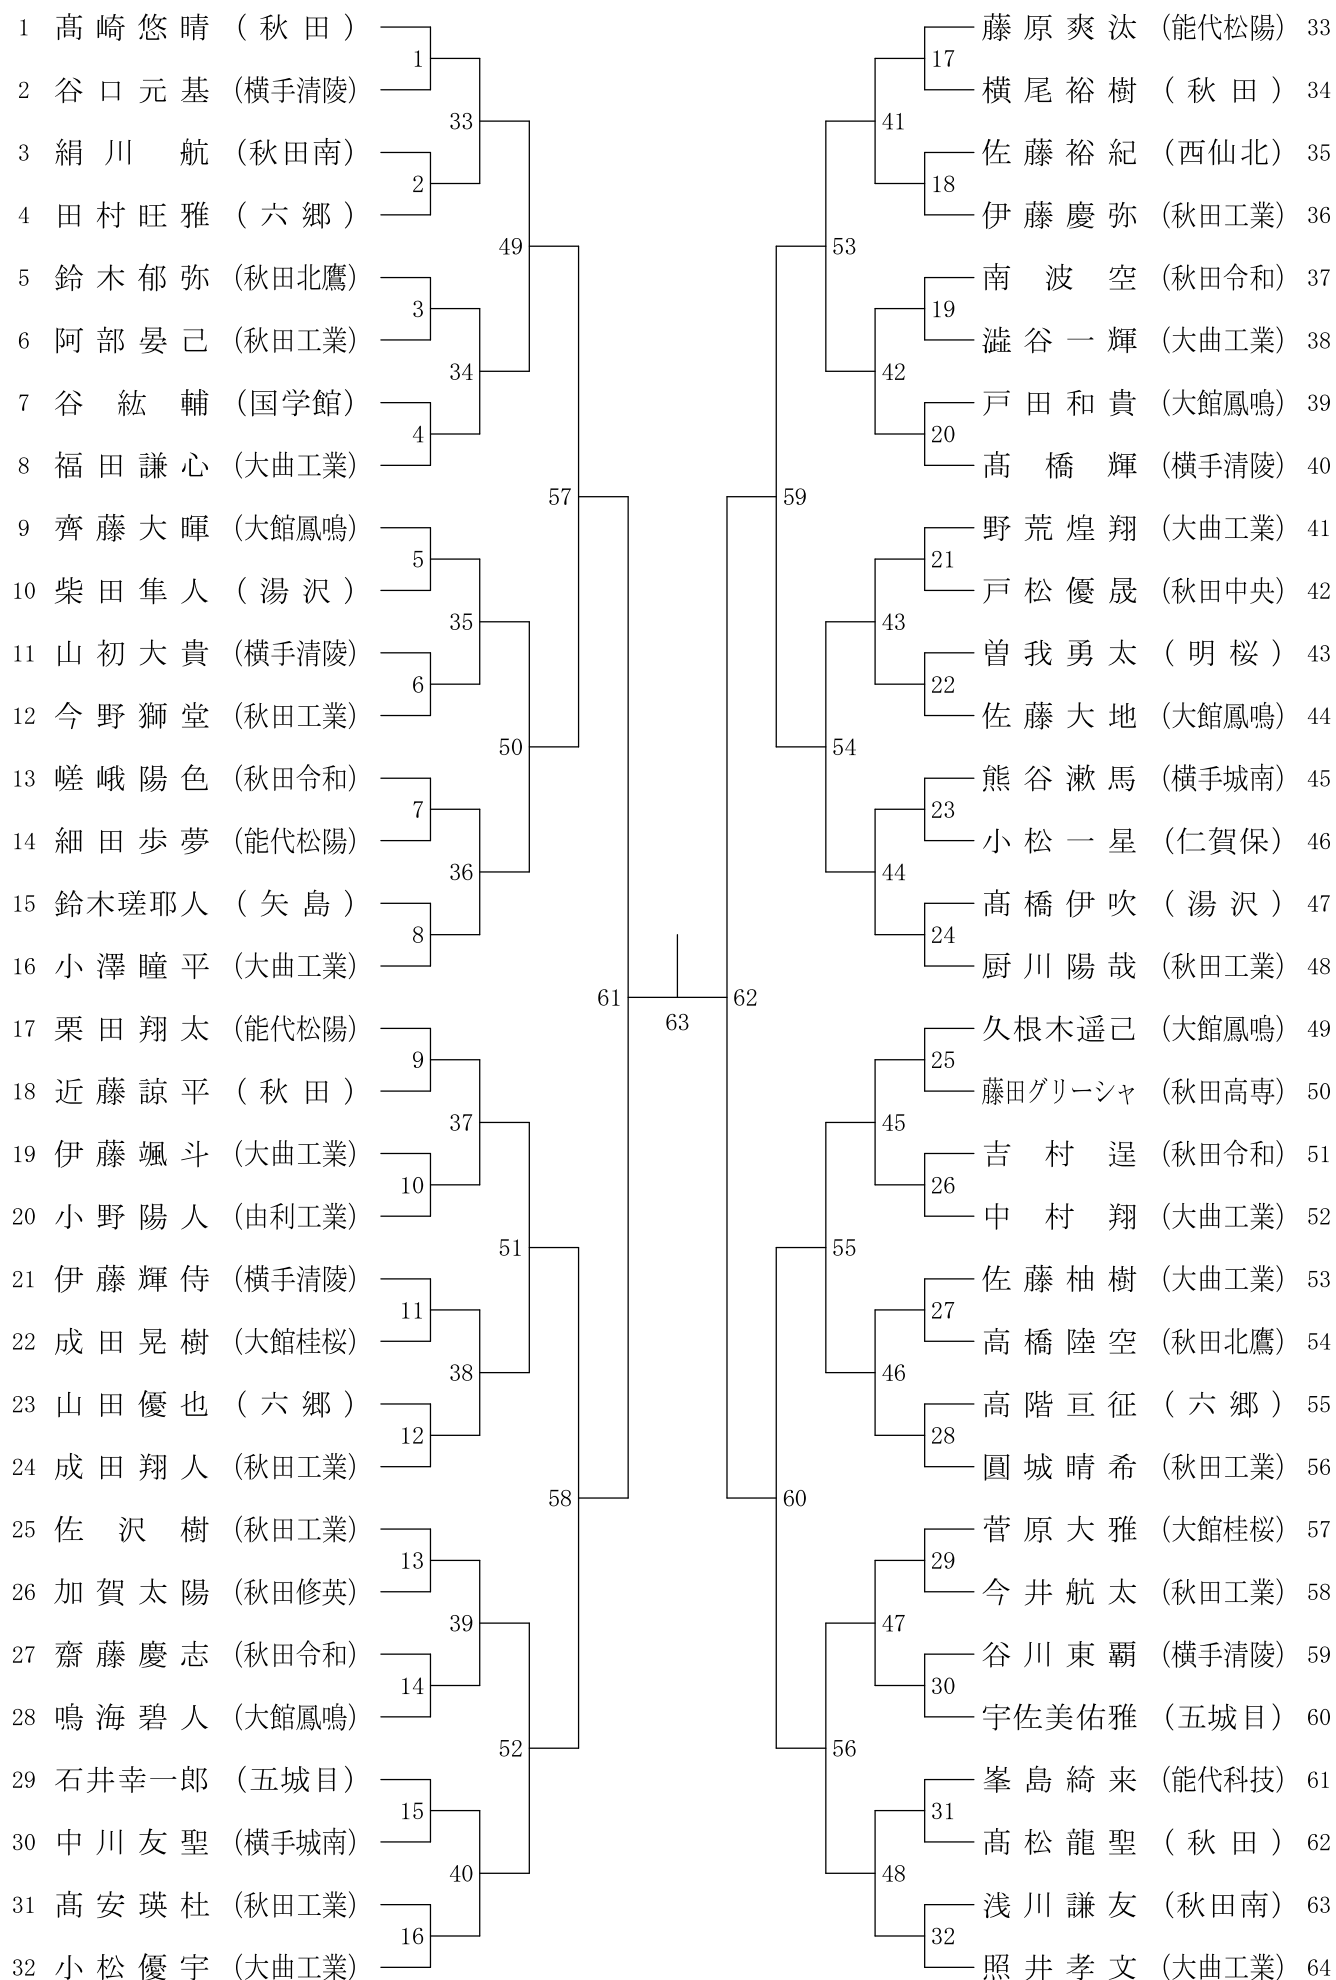 1 髙崎悠晴 (秋田)
2 谷口元基 (横手清陵)
3 絹川 航 (秋田南)
4 田村旺雅 (六郷)
5 鈴木郁弥 (秋田北鷹)
6 阿部晏己 (秋田工業)
7 谷 紘輔 (国学館)
8 福田謙心 (大曲工業)
9 齊藤大暉 (大館鳳鳴)
10 柴田隼人 (湯沢)
11 山初大貴 (横手清陵)
12 今野獅堂 (秋田工業)
13 嵯峨陽色 (秋田令和)
14 細田歩夢 (能代松陽)
15 鈴木瑳耶人 (矢島)
16 小澤瞳平 (大曲工業)
17 栗田翔太 (能代松陽)
18 近藤諒平 (秋田)
19 伊藤颯斗 (大曲工業)
20 小野陽人 (由利工業)
21 伊藤輝侍 (横手清陵)
22 成田晃樹 (大館桂桜)
23 山田優也 (六郷)
24 成田翔人 (秋田工業)
25 佐沢樹 (秋田工業)
26 加賀太陽 (秋田修英)
27 齋藤慶志 (秋田令和)
28 鳴海碧人 (大館鳳鳴)
29 石井幸一郎 (五城目)
30 中川友聖 (横手城南)
31 髙安瑛杜 (秋田工業)
32 小松優宇 (大曲工業)
1
2
3
4
5
6
7
8
9
10
11
12
13
14
15
16
33
34
35
36
37
38
39
40
49
50
51
52
57
58
61
63
62
59
60
53
54
55
56
41
42
43
44
45
46
47
48
17
18
19
20
21
22
23
24
25
26
27
28
29
30
31
32
藤原爽汰 (能代松陽) 33
横尾裕樹 (秋田) 34
佐藤裕紀 (西仙北) 35
伊藤慶弥 (秋田工業) 36
南波空 (秋田令和) 37
澁谷一輝 (大曲工業) 38
戸田和貴 (大館鳳鳴) 39
髙橋輝 (横手清陵) 40
野荒煌翔 (大曲工業) 41
戸松優晟 (秋田中央) 42
曽我勇太 (明桜) 43
佐藤大地 (大館鳳鳴) 44
熊谷漱馬 (横手城南) 45
小松一星 (仁賀保) 46
髙橋伊吹 (湯沢) 47
厨川陽哉 (秋田工業) 48
久根木遥己 (大館鳳鳴) 49
藤田グリーシャ (秋田高専) 50
吉村逞 (秋田令和) 51
中村翔 (大曲工業) 52
佐藤柚樹 (大曲工業) 53
高橋陸空 (秋田北鷹) 54
高階亘征 (六郷) 55
圓城晴希 (秋田工業) 56
菅原大雅 (大館桂桜) 57
今井航太 (秋田工業) 58
谷川東覇 (横手清陵) 59
宇佐美佑雅 (五城目) 60
峯島綺来 (能代科技) 61
髙松龍聖 (秋田) 62
浅川謙友 (秋田南) 63
照井孝文 (大曲工業) 64